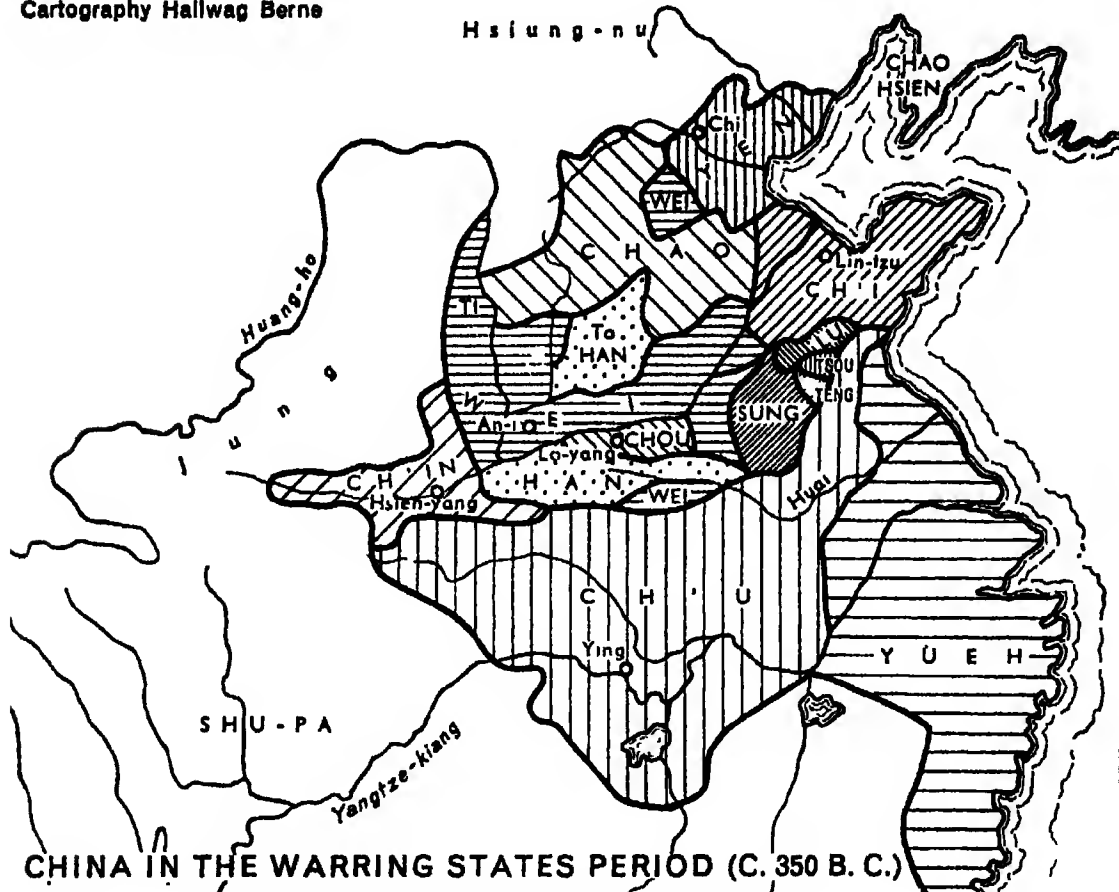 Cartography Hallwag Berne
Hsiung-nu
CHAO
HSIEN
Chi
YEN
WEI
CHAO
Lin-tzu
CH'I
Huang-ho
TI
To
HAN
LU
TSOU
TENG
Jung
WEI
An-i
SUNG
CHOU
Lo-yang
CH'IN
Hsien-yang
HAN
WEI
Huai
CH'U
Ying
YÜEH
SHU-PA
Yangtze-kiang
CHINA IN THE WARRING STATES PERIOD (C. 350 B. C.)